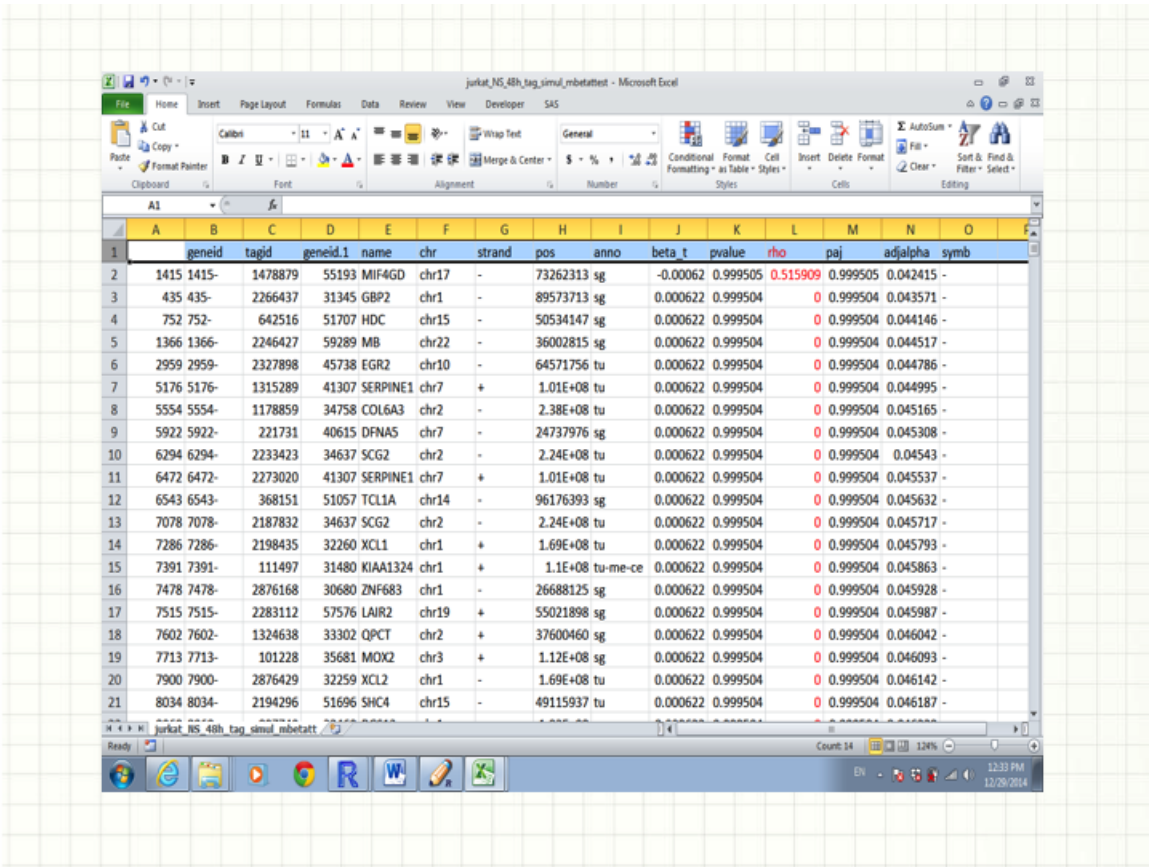 jurkat_NS_48h_tag_simul_mbetattest - Microsoft Excel
File Home Insert Page Layout Formulas Data Review View Developer SAS
Cut
Copy
Paste
Format Painter
Clipboard
Calibri 11
B I U
Font
Wrap Text
Merge & Center
Alignment
General
$ % ,
Number
Conditional Formatting
Format as Table
Cell Styles
Styles
Insert Delete Format
Cells
Σ AutoSum
Fill
Clear
Sort & Filter
Find & Select
Editing
A1 fx
A B C D E F G H I J K L M N O
1 geneid tagid geneid.1 name chr strand pos anno beta_t pvalue rho paj adjalpha symb
2 1415 1415- 1478879 55193 MIF4GD chr17 - 73262313 sg -0.00062 0.999505 0.515909 0.999505 0.042415 -
3 435 435- 2266437 31345 GBP2 chr1 - 89573713 sg 0.000622 0.999504 0 0.999504 0.043571 -
4 752 752- 642516 51707 HDC chr15 - 50534147 sg 0.000622 0.999504 0 0.999504 0.044146 -
5 1366 1366- 2246427 59289 MB chr22 - 36002815 sg 0.000622 0.999504 0 0.999504 0.044517 -
6 2959 2959- 2327898 45738 EGR2 chr10 - 64571756 tu 0.000622 0.999504 0 0.999504 0.044786 -
7 5176 5176- 1315289 41307 SERPINE1 chr7 + 1.01E+08 tu 0.000622 0.999504 0 0.999504 0.044995 -
8 5554 5554- 1178859 34758 COL6A3 chr2 - 2.38E+08 tu 0.000622 0.999504 0 0.999504 0.045165 -
9 5922 5922- 221731 40615 DFNA5 chr7 - 24737976 sg 0.000622 0.999504 0 0.999504 0.045308 -
10 6294 6294- 2233423 34637 SCG2 chr2 - 2.24E+08 tu 0.000622 0.999504 0 0.999504 0.04543 -
11 6472 6472- 2273020 41307 SERPINE1 chr7 + 1.01E+08 tu 0.000622 0.999504 0 0.999504 0.045537 -
12 6543 6543- 368151 51057 TCL1A chr14 - 96176393 sg 0.000622 0.999504 0 0.999504 0.045632 -
13 7078 7078- 2187832 34637 SCG2 chr2 - 2.24E+08 tu 0.000622 0.999504 0 0.999504 0.045717 -
14 7286 7286- 2198435 32260 XCL1 chr1 + 1.69E+08 tu 0.000622 0.999504 0 0.999504 0.045793 -
15 7391 7391- 111497 31480 KIAA1324 chr1 + 1.1E+08 tu-me-ce 0.000622 0.999504 0 0.999504 0.045863 -
16 7478 7478- 2876168 30680 ZNF683 chr1 - 26688125 sg 0.000622 0.999504 0 0.999504 0.045928 -
17 7515 7515- 2283112 57576 LAIR2 chr19 + 55021898 sg 0.000622 0.999504 0 0.999504 0.045987 -
18 7602 7602- 1324638 33302 QPCT chr2 + 37600460 sg 0.000622 0.999504 0 0.999504 0.046042 -
19 7713 7713- 101228 35681 MOX2 chr3 + 1.12E+08 sg 0.000622 0.999504 0 0.999504 0.046093 -
20 7900 7900- 2876429 32259 XCL2 chr1 - 1.69E+08 tu 0.000622 0.999504 0 0.999504 0.046142 -
21 8034 8034- 2194296 51696 SHC4 chr15 - 49115937 tu 0.000622 0.999504 0 0.999504 0.046187 -
jurkat_NS_48h_tag_simul_mbetatt
Ready Count: 14 124%
EN 12:33 PM
12/29/2014